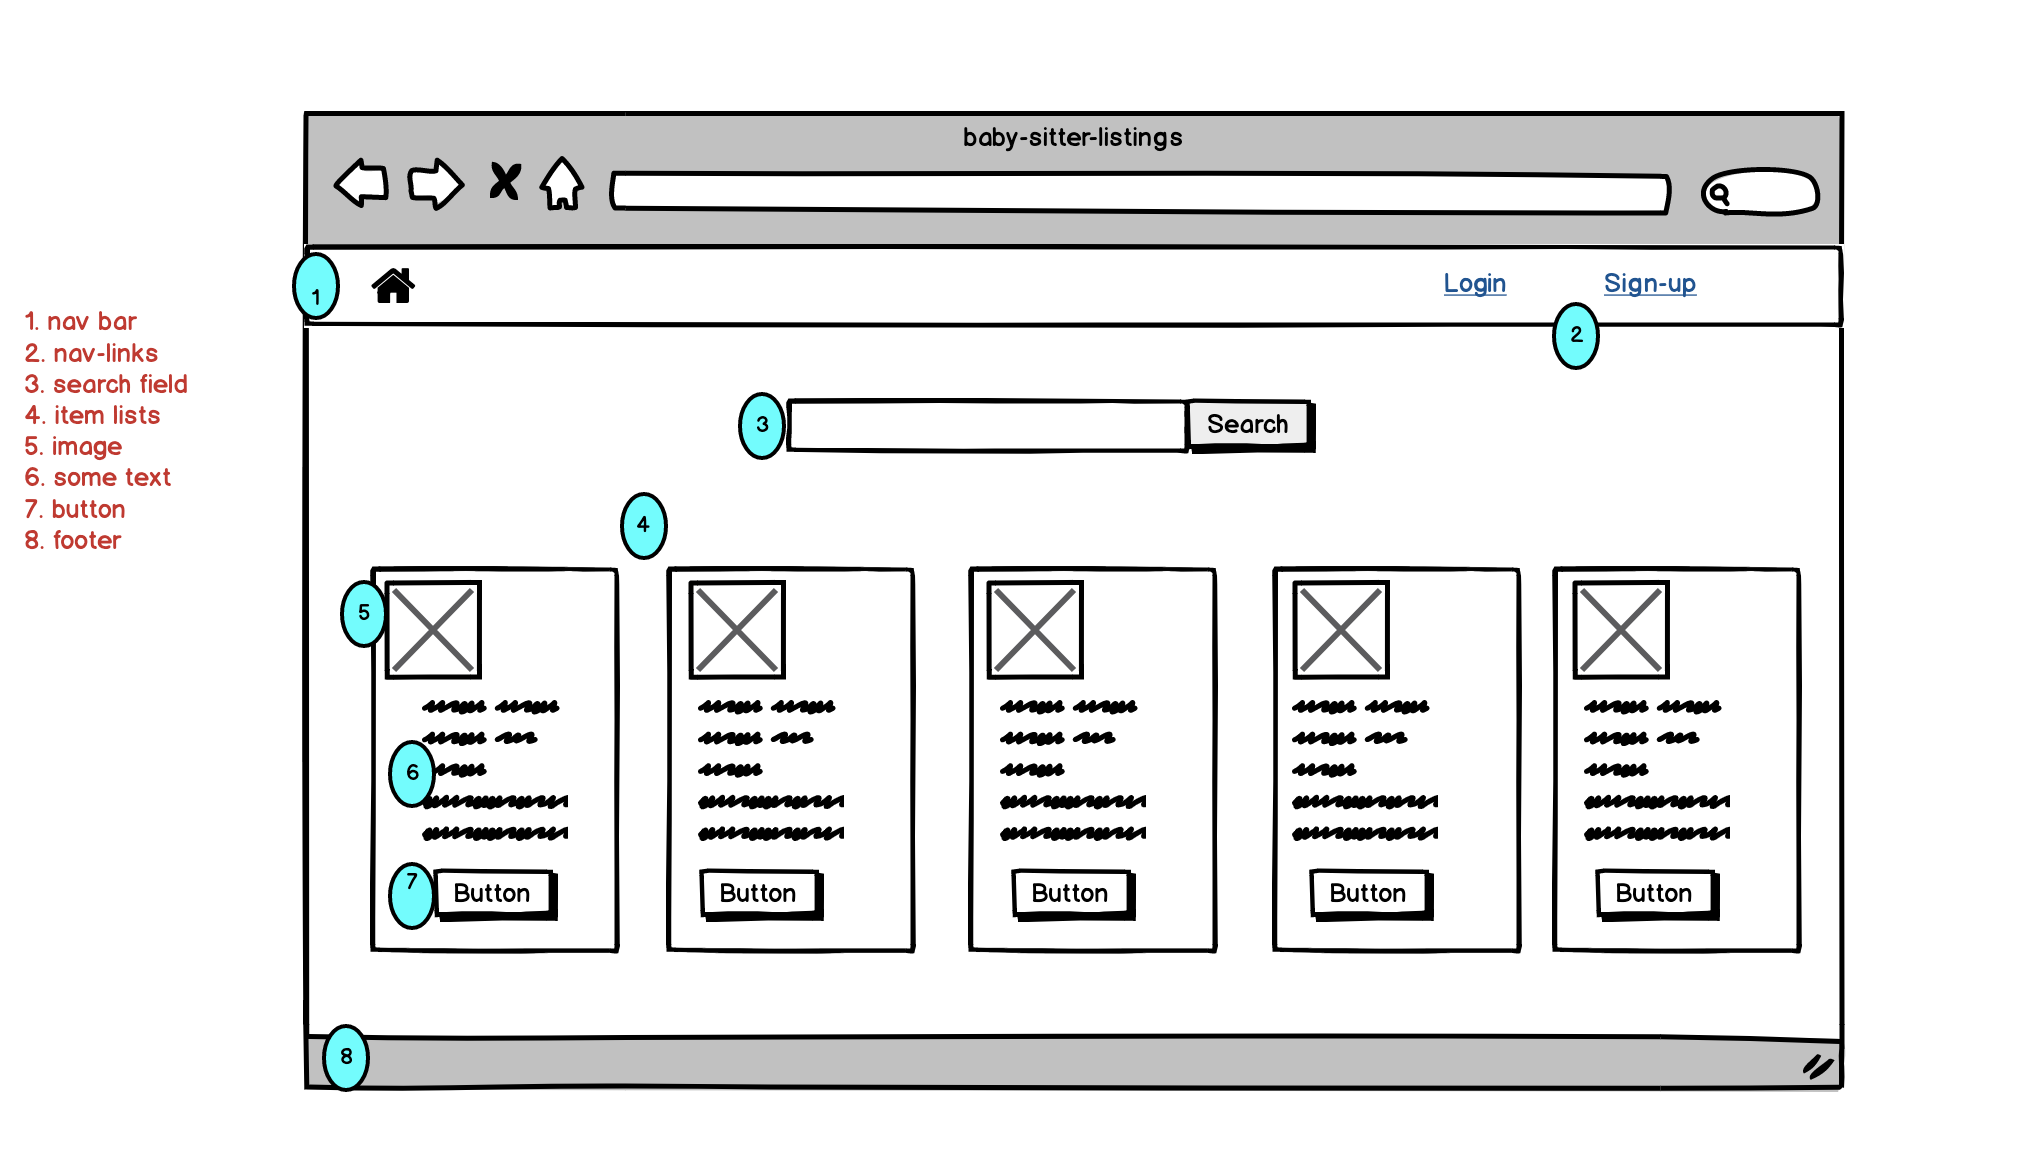 baby-sitter-listings
1
Login Sign-up
2
1. nav bar
2. nav-links
3. search field
4. item lists
5. image
6. some text
7. button
8. footer
3 Search
4
5
6
7 Button Button Button Button Button
8